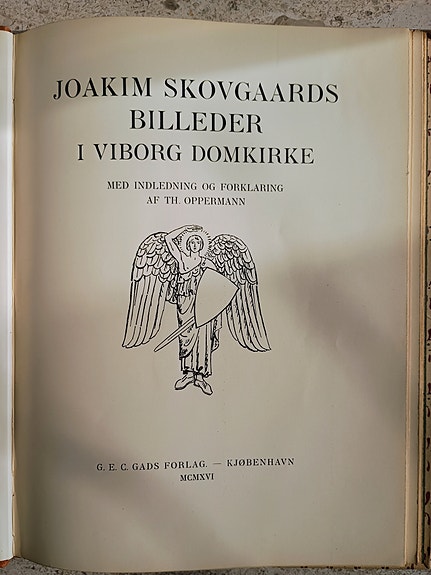 JOAKIM SKOVGAARDS
BILLEDER
I VIBORG DOMKIRKE
MED INDLEDNING OG FORKLARING
AF TH. OPPERMANN
G. E. C. GADS FORLAG. — KJØBENHAVN
MCMXVI